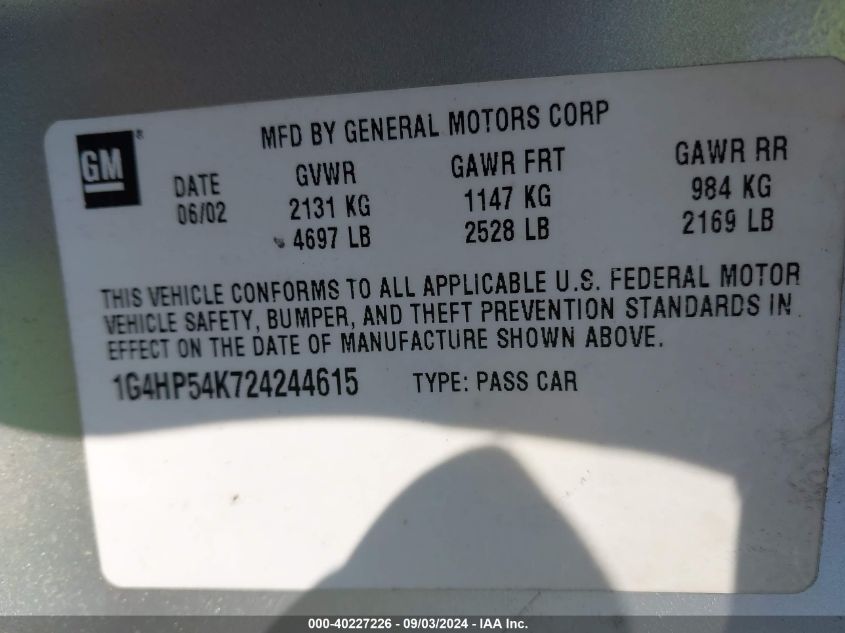 MFD BY GENERAL MOTORS CORP
GM®
DATE GVWR GAWR FRT GAWR RR
06/02 2131 KG 1147 KG 984 KG
4697 LB 2528 LB 2169 LB
THIS VEHICLE CONFORMS TO ALL APPLICABLE U.S. FEDERAL MOTOR
VEHICLE SAFETY, BUMPER, AND THEFT PREVENTION STANDARDS IN
EFFECT ON THE DATE OF MANUFACTURE SHOWN ABOVE.
1G4HP54K724244615 TYPE: PASS CAR
000-40227226 - 09/03/2024 - IAA Inc.